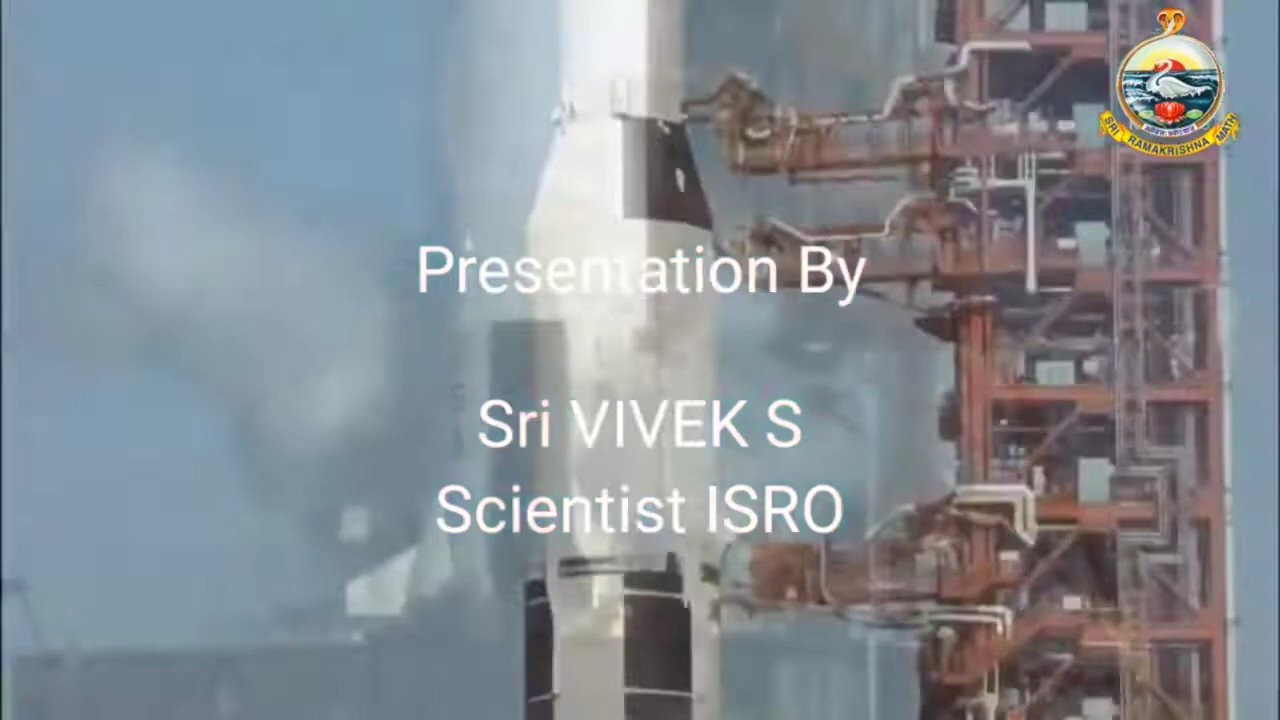 SRI RAMAKRISHNA MATH
Presentation By
Sri VIVEK S
Scientist ISRO